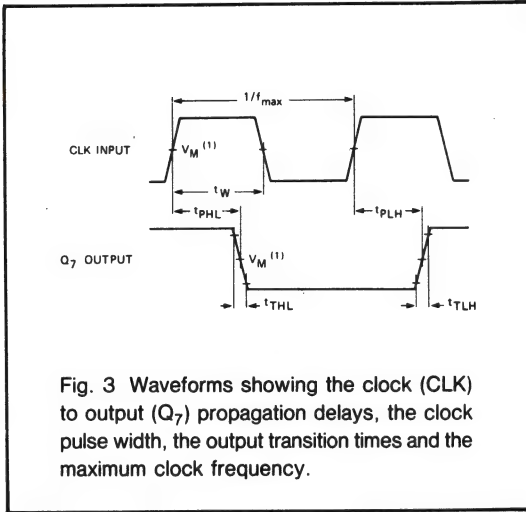 1/fmax
CLK INPUT
VM (1)
tW
tPHL
tPLH
Q7 OUTPUT
VM (1)
tTHL
tTLH
Fig. 3 Waveforms showing the clock (CLK)
to output (Q7) propagation delays, the clock
pulse width, the output transition times and the
maximum clock frequency.